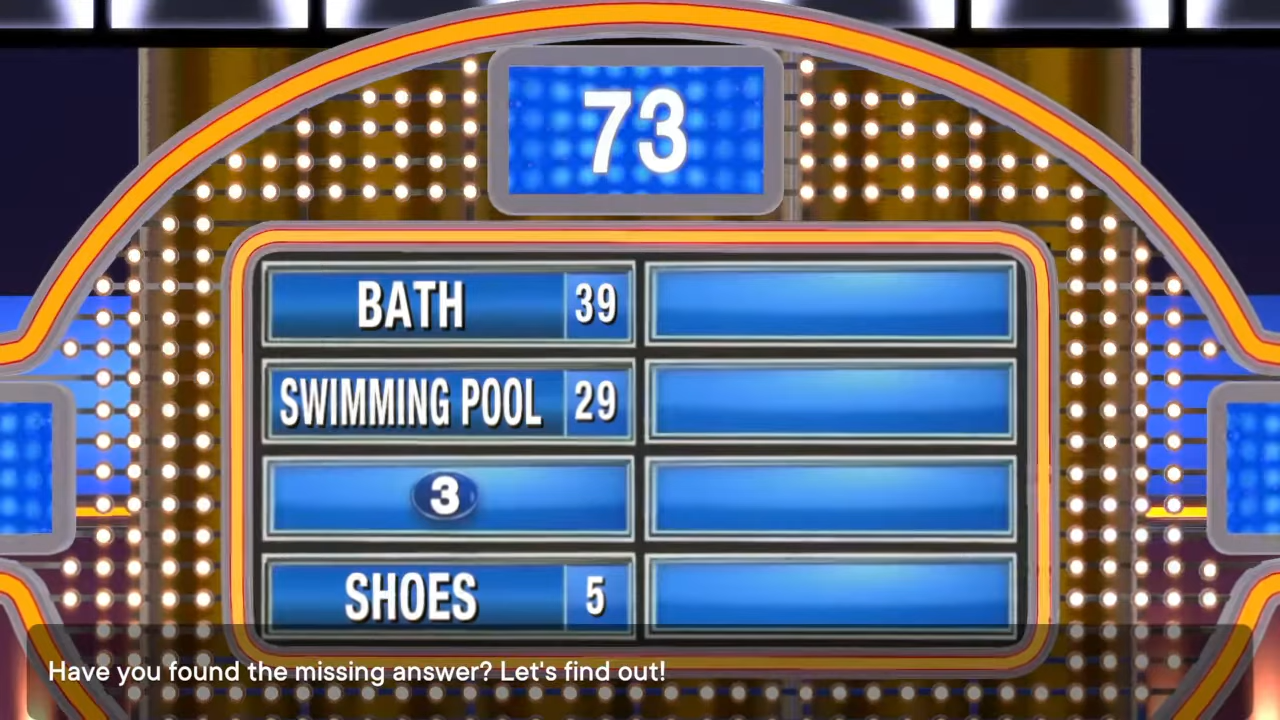 73
BATH 39
SWIMMING POOL 29
3
SHOES 5
Have you found the missing answer? Let's find out!